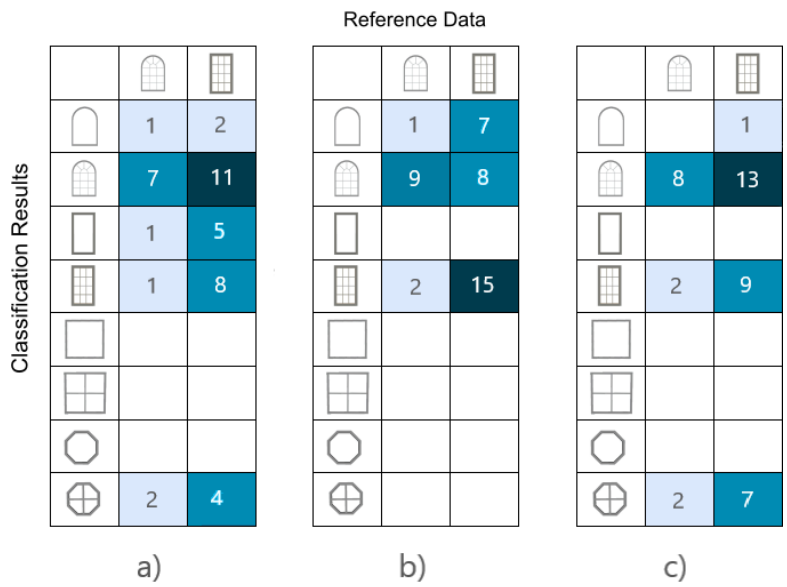 Reference Data
Classification Results
1 2 1 7 1
7 11 9 8 8 13
1 5
1 8 2 15 2 9
2 4 2 7
a) b) c)